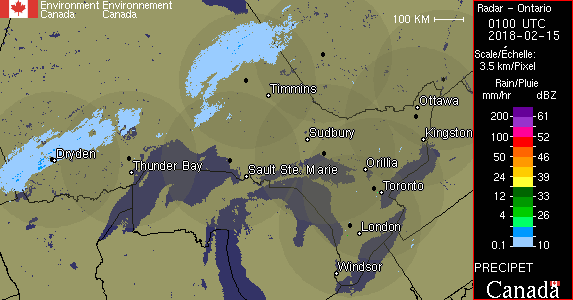 Environment Environnement
Canada Canada
100 KM
Timmins
Ottawa
Sudbury
Kingston
Dryden
Thunder Bay
Sault Ste. Marie
Orillia
Toronto
London
Windsor
Radar - Ontario
0100 UTC
2018-02-15
Scale/Échelle:
3.5 km/Pixel
Rain/Pluie
mm/hr dBZ
200 61
100 52
50 46
24 39
12 33
4 26
0.1 10
PRECIPET
Canada